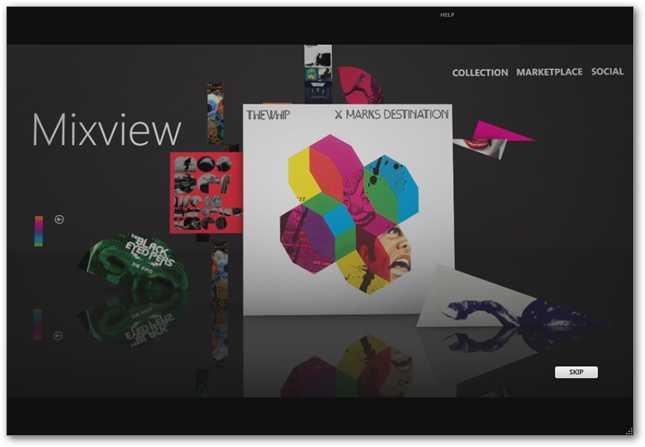 HELP
COLLECTION MARKETPLACE SOCIAL
THE WHIP X MARKS DESTINATION
Mixview
BLACK
EYED PEAS
THE E.N.D.
SKIP